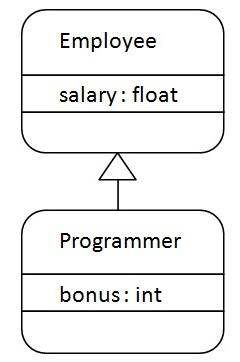 Employee
salary: float
Programmer
bonus: int